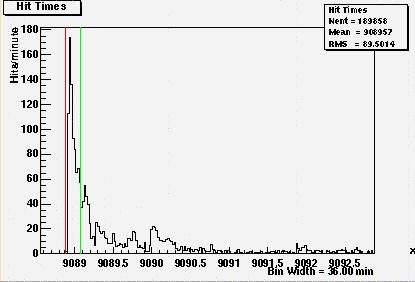 Hit Times
Hit Times
Nent = 189858
Mean = 908957
RMS = 89.5014
Hits/minute
180
160
140
120
100
80
60
40
20
0
9089 9089.5 9090 9090.5 9091 9091.5 9092 9092.5
x
Bin Width = 36.00 min